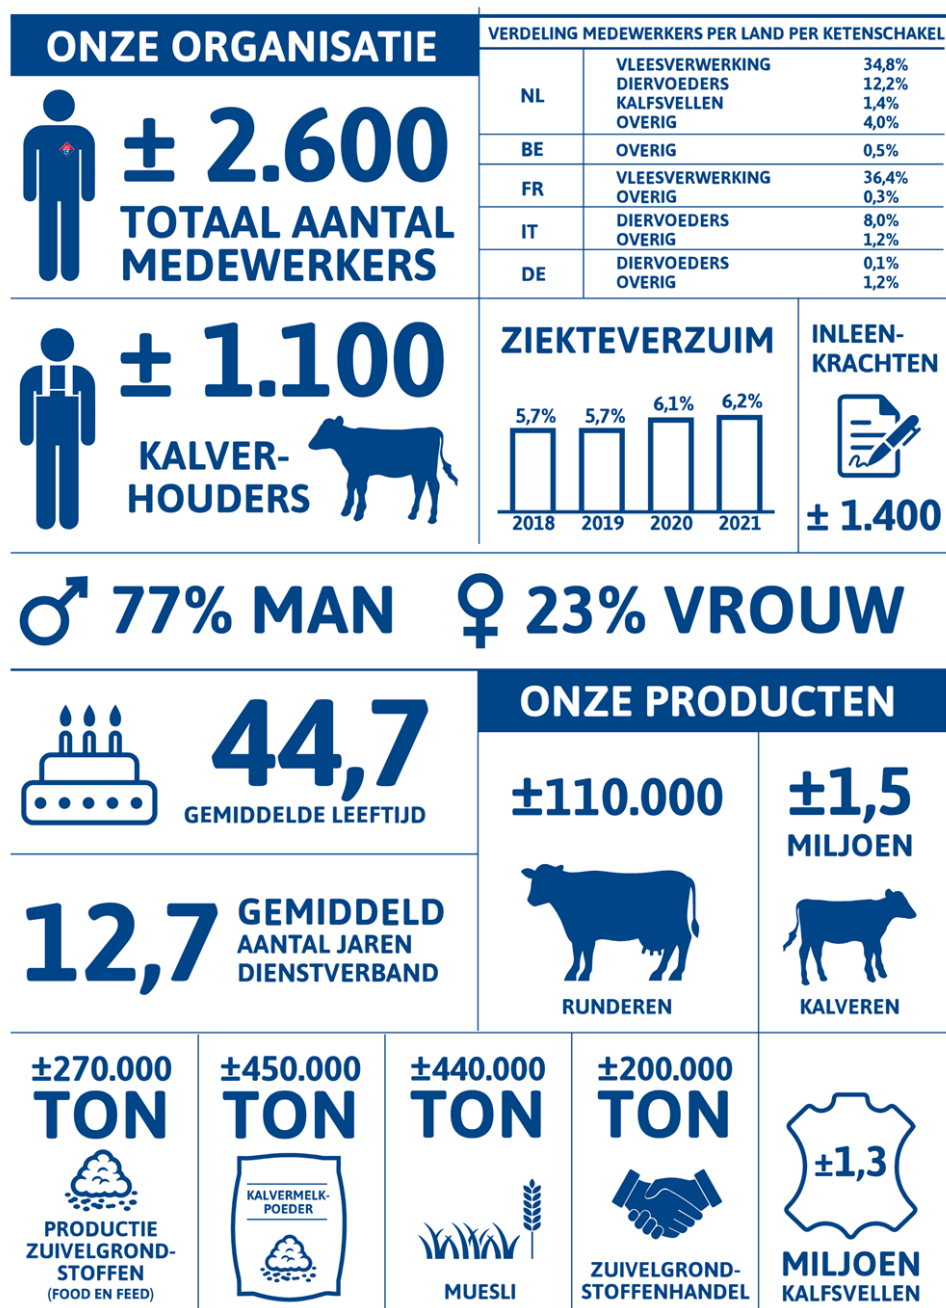 ONZE ORGANISATIE
± 2.600
TOTAAL AANTAL
MEDEWERKERS
VERDELING MEDEWERKERS PER LAND PER KETENSCHAKEL
NL
VLEESVERWERKING 34,8%
DIERVOEDERS 12,2%
KALFSVELLEN 1,4%
OVERIG 4,0%
BE
OVERIG 0,5%
FR
VLEESVERWERKING 36,4%
OVERIG 0,3%
IT
DIERVOEDERS 8,0%
OVERIG 1,2%
DE
DIERVOEDERS 0,1%
OVERIG 1,2%
± 1.100
KALVER-
HOUDERS
ZIEKTEVERZUIM
5,7% 5,7% 6,1% 6,2%
2018 2019 2020 2021
INLEEN-
KRACHTEN
± 1.400
77% MAN
23% VROUW
44,7
GEMIDDELDE LEEFTIJD
12,7
GEMIDDELD
AANTAL JAREN
DIENSTVERBAND
ONZE PRODUCTEN
±110.000
RUNDEREN
±1,5
MILJOEN
KALVEREN
±270.000
TON
PRODUCTIE
ZUIVELGROND-
STOFFEN
(FOOD EN FEED)
±450.000
TON
KALVERMELK-
POEDER
±440.000
TON
MUESLI
±200.000
TON
ZUIVELGROND-
STOFFENHANDEL
±1,3
MILJOEN
KALFSVELLEN